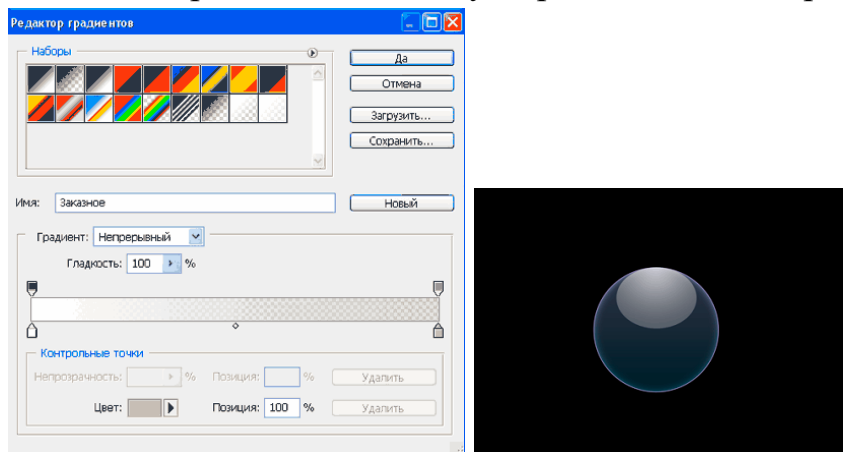 Редактор градиентов
Наборы
Да
Отмена
Загрузить...
Сохранить...
Имя: Заказное
Новый
Градиент: Непрерывный
Гладкость: 100 %
Контрольные точки
Непрозрачность: % Позиция: % Удалить
Цвет: Позиция: 100 % Удалить